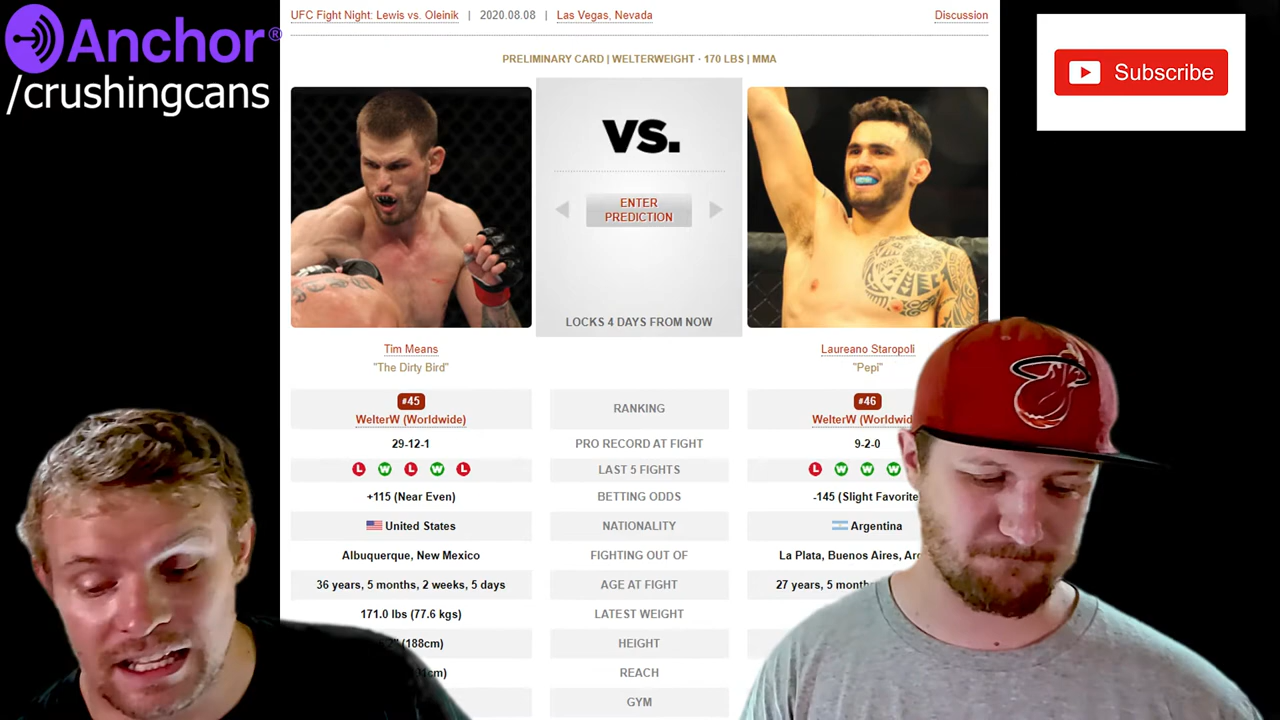 Anchor®
/crushingcans
UFC Fight Night: Lewis vs. Oleinik | 2020.08.08 | Las Vegas, Nevada
Discussion
Subscribe
PRELIMINARY CARD | WELTERWEIGHT · 170 LBS | MMA
VS.
ENTER
PREDICTION
LOCKS 4 DAYS FROM NOW
Tim Means
Laureano Staropoli
"The Dirty Bird"
"Pepi"
#45
WelterW (Worldwide)
RANKING
#46
WelterW (Worldwid
29-12-1
PRO RECORD AT FIGHT
9-2-0
L W L W L
LAST 5 FIGHTS
L W W W
+115 (Near Even)
BETTING ODDS
-145 (Slight Favorite
United States
NATIONALITY
Argentina
Albuquerque, New Mexico
FIGHTING OUT OF
La Plata, Buenos Aires, Arg
36 years, 5 months, 2 weeks, 5 days
AGE AT FIGHT
27 years, 5 month
171.0 lbs (77.6 kgs)
LATEST WEIGHT
(188cm)
HEIGHT
REACH
GYM